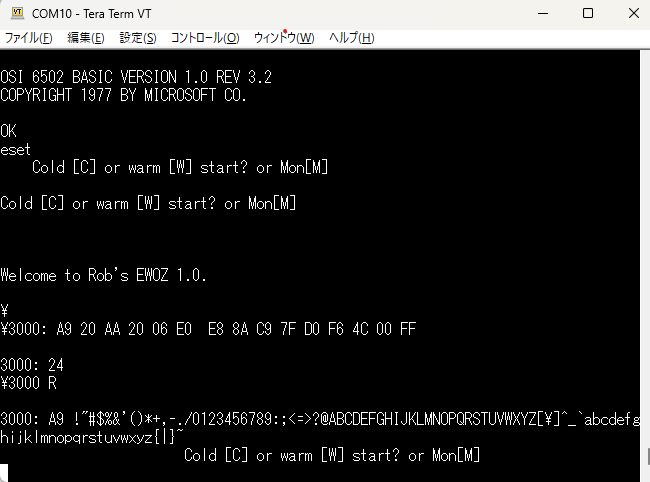 VT COM10 - Tera Term VT
ファイル(F) 編集(E) 設定(S) コントロール(O) ウィンドウ(W) ヘルプ(H)
OSI 6502 BASIC VERSION 1.0 REV 3.2
COPYRIGHT 1977 BY MICROSOFT CO.
OK
eset
Cold [C] or warm [W] start? or Mon[M]
Cold [C] or warm [W] start? or Mon[M]
Welcome to Rob's EWOZ 1.0.
¥
¥3000: A9 20 AA 20 06 E0  E8 8A C9 7F D0 F6 4C 00 FF
3000: 24
¥3000 R
3000: A9 !"#$%&'()*+,-./0123456789:;<=>?@ABCDEFGHIJKLMNOPQRSTUVWXYZ[¥]^_`abcdefg
hijklmnopqrstuvwxyz{|}~
Cold [C] or warm [W] start? or Mon[M]